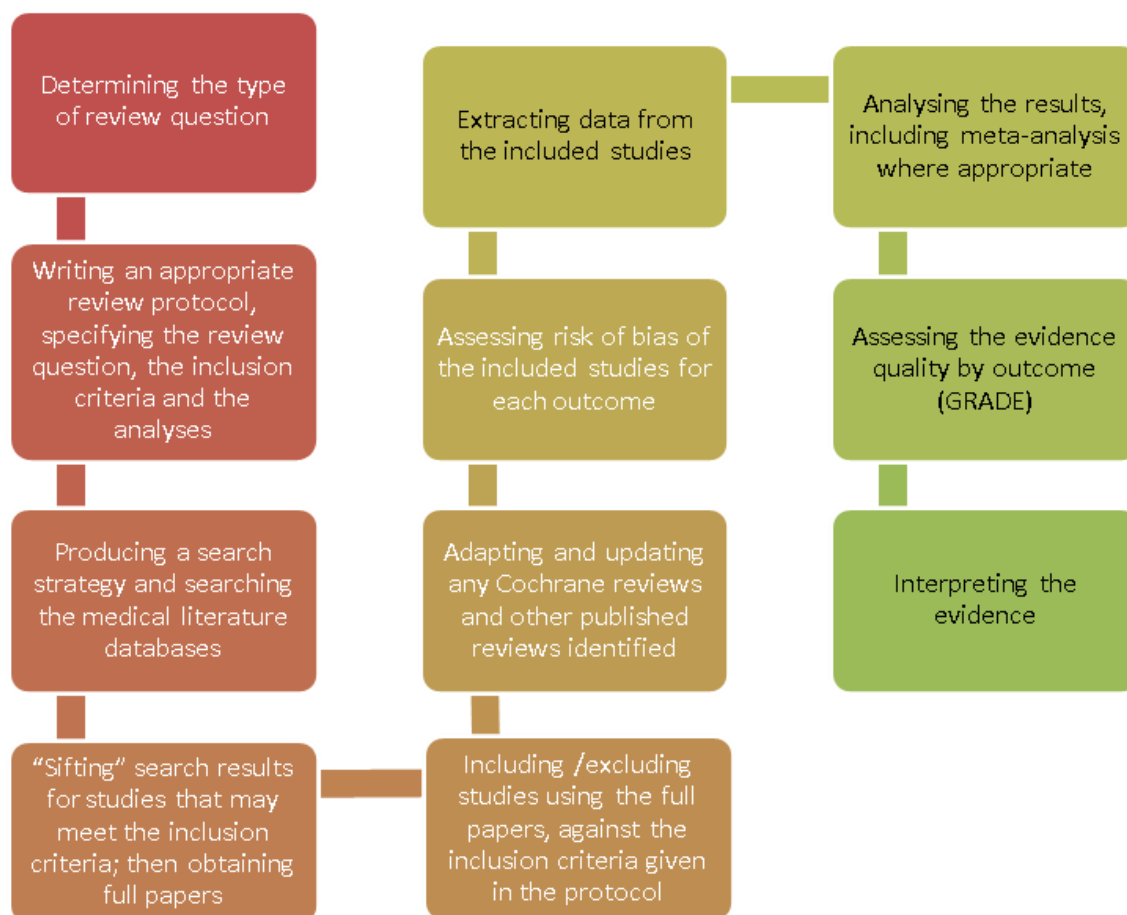 Determining the type
of review question
Writing an appropriate
review protocol,
specifying the review
question, the inclusion
criteria and the
analyses
Producing a search
strategy and searching
the medical literature
databases
“Sifting” search results
for studies that may
meet the inclusion
criteria; then obtaining
full papers
Including /excluding
studies using the full
papers, against the
inclusion criteria given
in the protocol
Adapting and updating
any Cochrane reviews
and other published
reviews identified
Assessing risk of bias of
the included studies for
each outcome
Extracting data from
the included studies
Analysing the results,
including meta-analysis
where appropriate
Assessing the evidence
quality by outcome
(GRADE)
Interpreting the
evidence